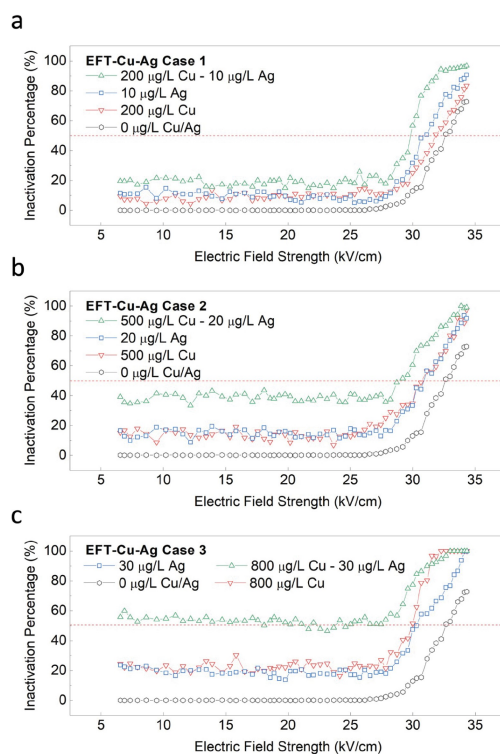 a
EFT-Cu-Ag Case 1
200 μg/L Cu - 10 μg/L Ag
10 μg/L Ag
200 μg/L Cu
0 μg/L Cu/Ag
Inactivation Percentage (%)
100
80
60
40
20
0
5 10 15 20 25 30 35
Electric Field Strength (kV/cm)
b
EFT-Cu-Ag Case 2
500 μg/L Cu - 20 μg/L Ag
20 μg/L Ag
500 μg/L Cu
0 μg/L Cu/Ag
Inactivation Percentage (%)
100
80
60
40
20
0
5 10 15 20 25 30 35
Electric Field Strength (kV/cm)
c
EFT-Cu-Ag Case 3
30 μg/L Ag 800 μg/L Cu - 30 μg/L Ag
0 μg/L Cu/Ag 800 μg/L Cu
Inactivation Percentage (%)
100
80
60
40
20
0
5 10 15 20 25 30 35
Electric Field Strength (kV/cm)